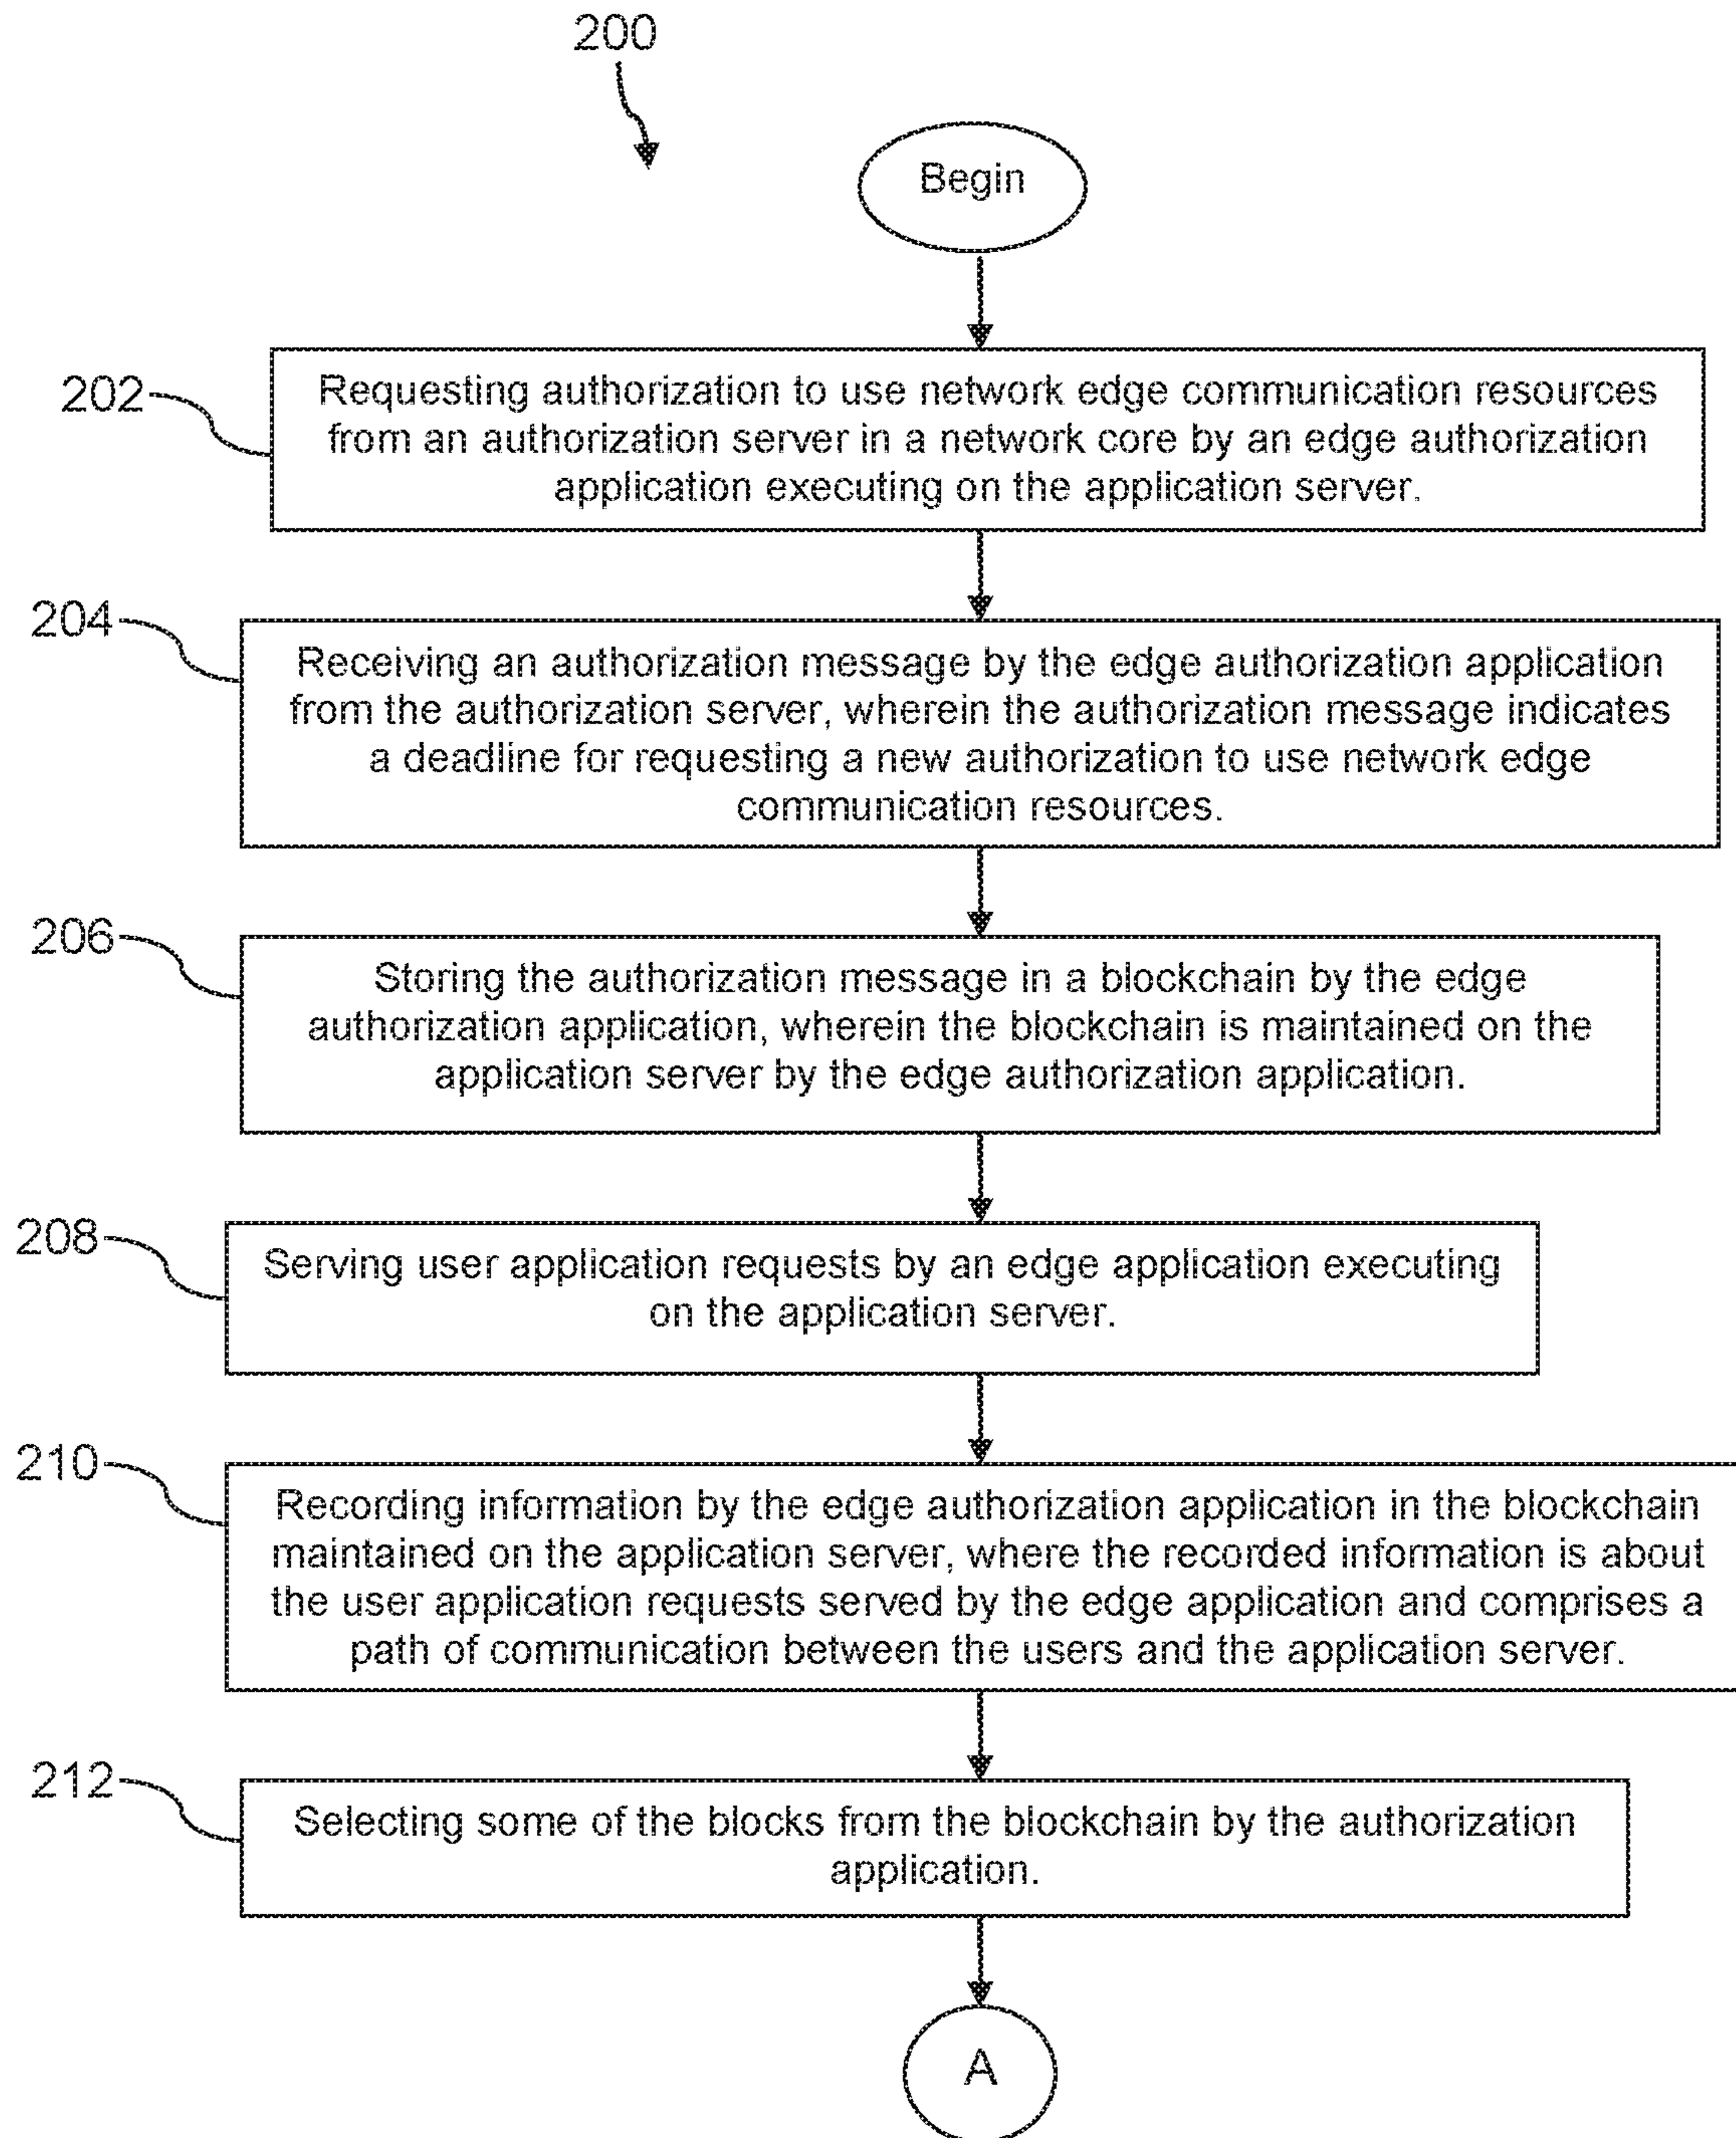 200
Begin
202
Requesting authorization to use network edge communication resources
from an authorization server in a network core by an edge authorization
application executing on the application server.
204
Receiving an authorization message by the edge authorization application
from the authorization server, wherein the authorization message indicates
a deadline for requesting a new authorization to use network edge
communication resources.
206
Storing the authorization message in a blockchain by the edge
authorization application, wherein the blockchain is maintained on the
application server by the edge authorization application.
208
Serving user application requests by an edge application executing
on the application server.
210
Recording information by the edge authorization application in the blockchain
maintained on the application server, where the recorded information is about
the user application requests served by the edge application and comprises a
path of communication between the users and the application server.
212
Selecting some of the blocks from the blockchain by the authorization
application.
A